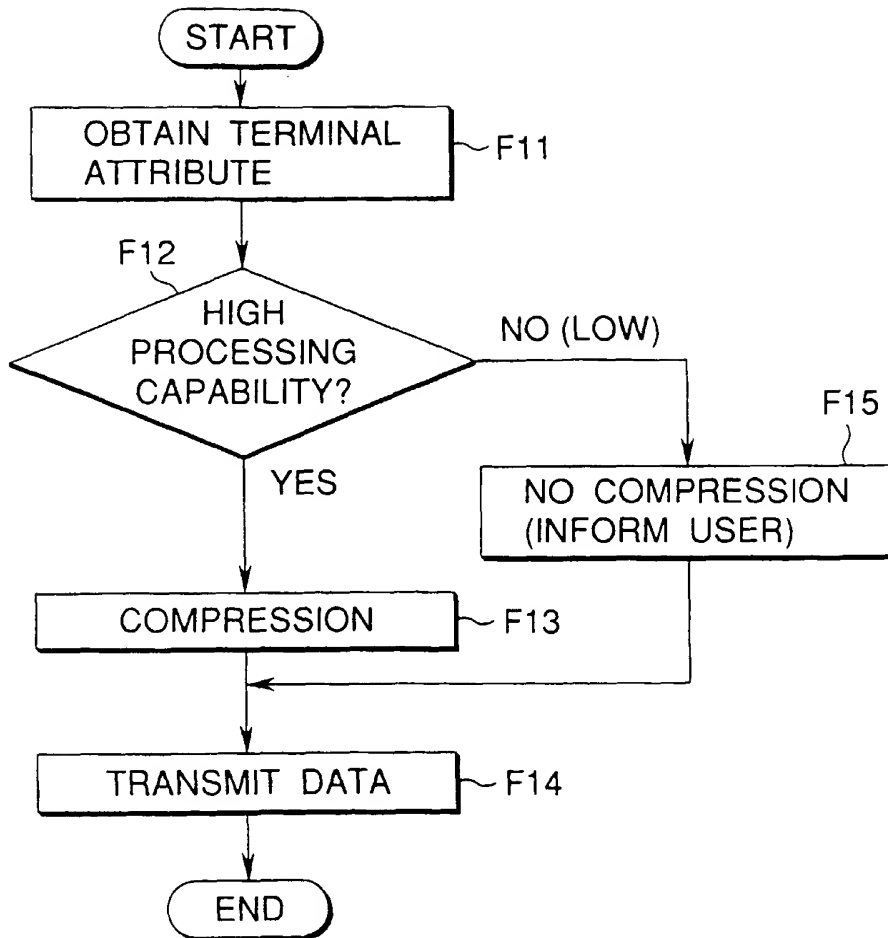 START
OBTAIN TERMINAL
ATTRIBUTE
F11
F12
HIGH
PROCESSING
CAPABILITY?
NO (LOW)
F15
YES
NO COMPRESSION
(INFORM USER)
COMPRESSION
F13
TRANSMIT DATA
F14
END